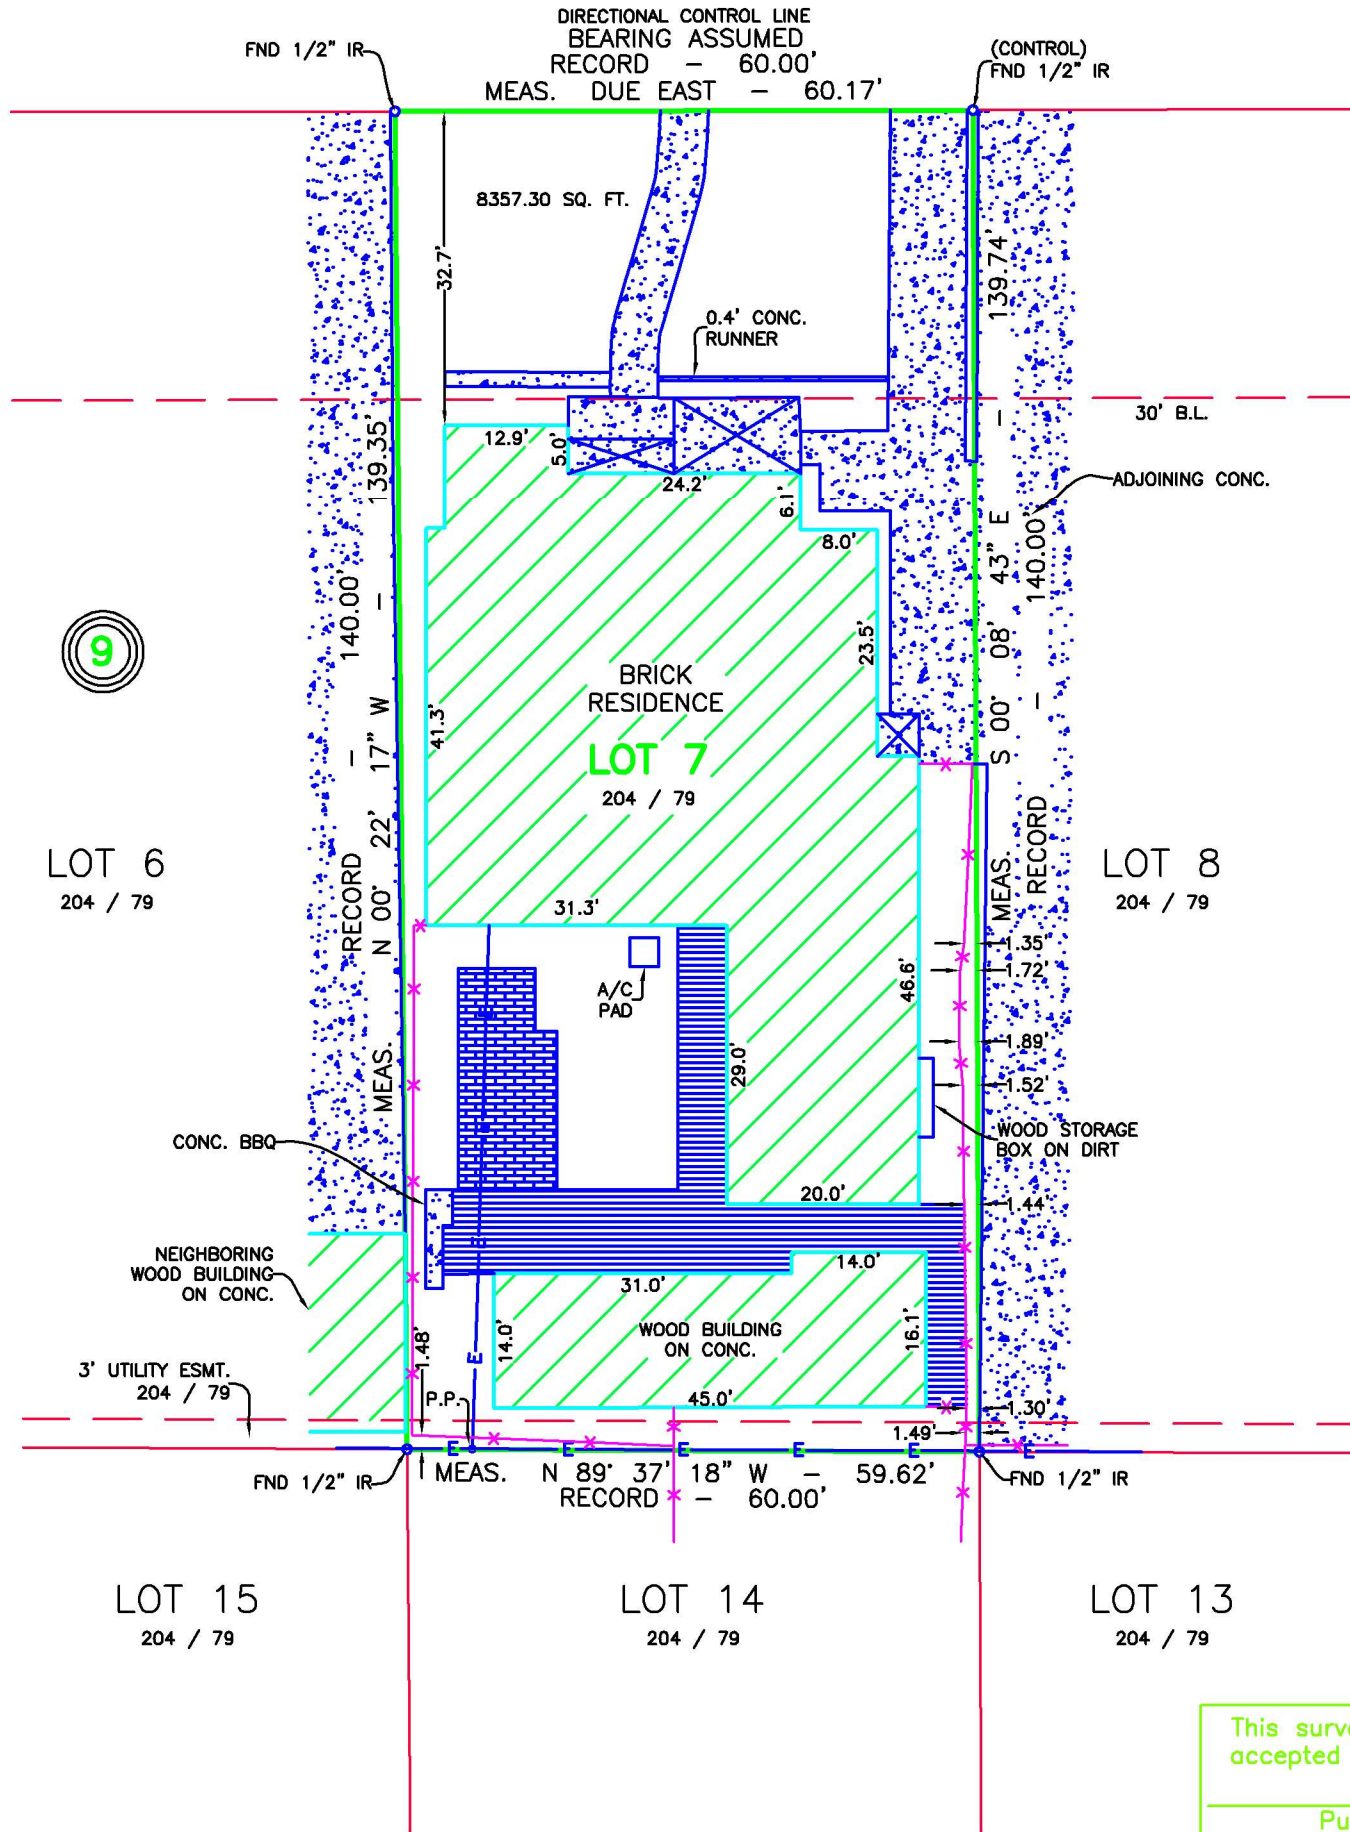 DIRECTIONAL CONTROL LINE
BEARING ASSUMED
RECORD - 60.00'
MEAS. DUE EAST - 60.17'
FND 1/2" IR
(CONTROL)
FND 1/2" IR
8357.30 SQ. FT.
32.7'
139.74'
0.4' CONC.
RUNNER
30' B.L.
139.35'
12.9'
5.0'
24.2'
6.1'
8.0'
ADJOINING CONC.
S 00° 08' 43" E -
140.00'
RECORD -
MEAS.
140.00'
RECORD -
N 00° 22' 17" W -
MEAS.
9
BRICK
RESIDENCE
LOT 7
204 / 79
23.5'
41.3'
LOT 6
204 / 79
LOT 8
204 / 79
31.3'
A/C
PAD
46.6'
29.0'
1.35'
1.72'
1.89'
1.52'
WOOD STORAGE
BOX ON DIRT
CONC. BBQ
20.0'
1.44'
E
E
E
E
NEIGHBORING
WOOD BUILDING
ON CONC.
14.0'
31.0'
WOOD BUILDING
ON CONC.
16.1'
14.0'
1.48'
3' UTILITY ESMT.
204 / 79
P.P.
45.0'
1.30'
1.49'
E E E E E E
FND 1/2" IR
MEAS. N 89° 37' 18" W - 59.62'
RECORD - 60.00'
FND 1/2" IR
LOT 15
204 / 79
LOT 14
204 / 79
LOT 13
204 / 79
This surv
accepted
Pu